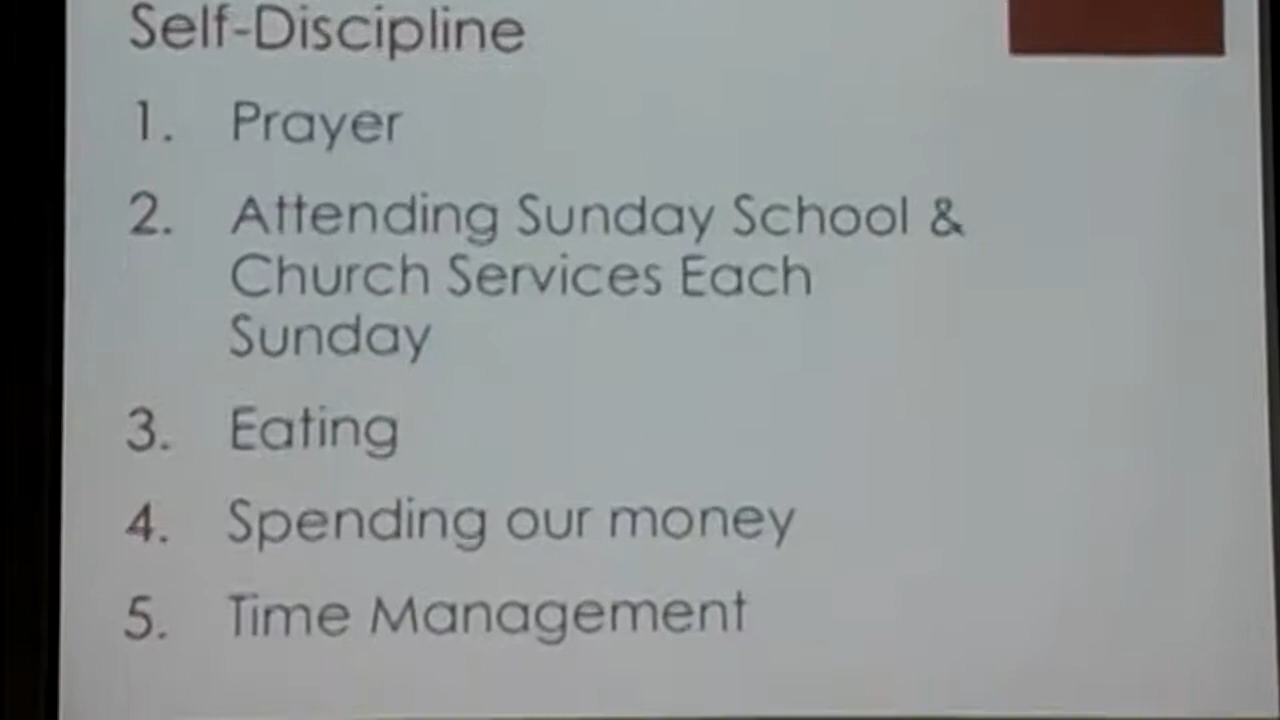 Self-Discipline
1. Prayer
2. Attending Sunday School &
Church Services Each
Sunday
3. Eating
4. Spending our money
5. Time Management